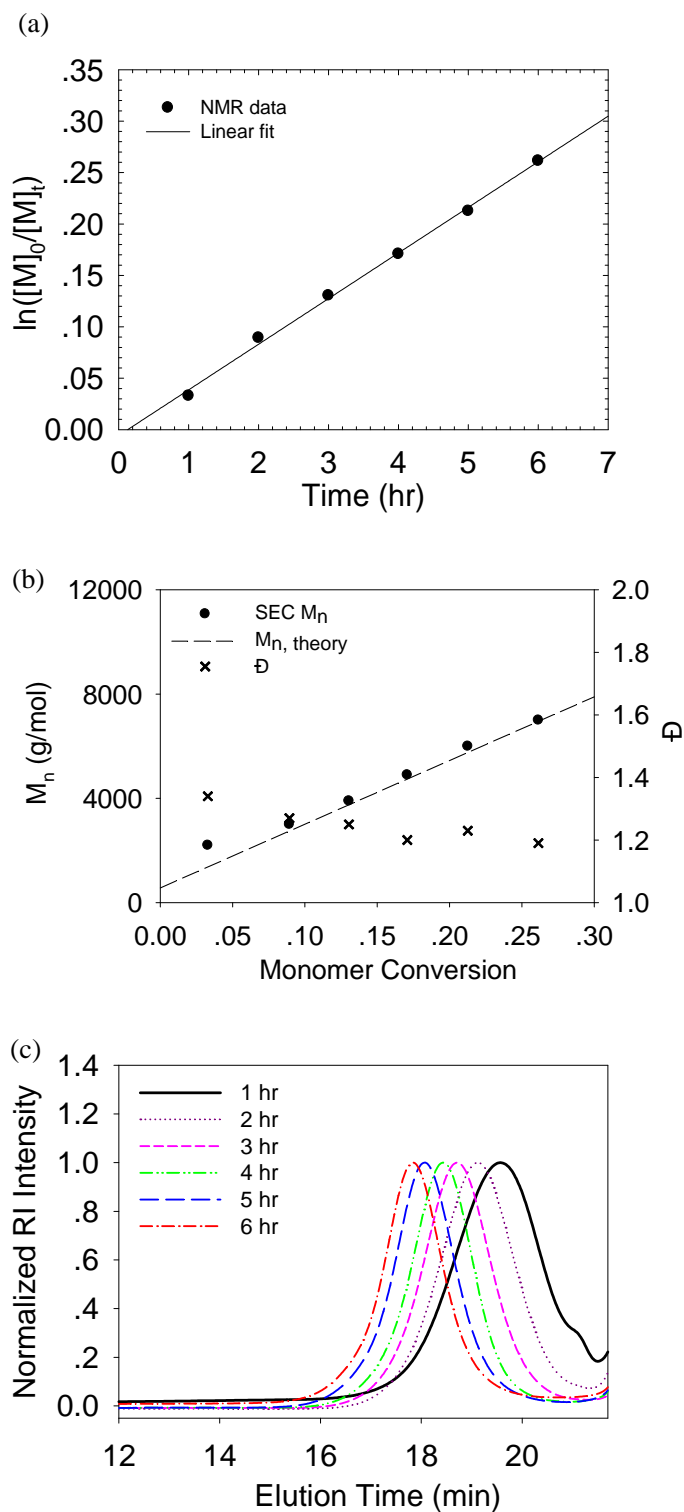 (a)
.35
.30
.25
.20
.15
.10
.05
0.00
ln([M]0/[M]t)
NMR data
Linear fit
0 1 2 3 4 5 6 7
Time (hr)
(b)
12000
8000
4000
0
Mn (g/mol)
SEC Mn
Mn, theory
Đ
2.0
1.8
1.6
1.4
1.2
1.0
Đ
0.00 .05 .10 .15 .20 .25 .30
Monomer Conversion
(c)
1.4
1.2
1.0
.8
.6
.4
.2
0.0
Normalized RI Intensity
1 hr
2 hr
3 hr
4 hr
5 hr
6 hr
12 14 16 18 20
Elution Time (min)